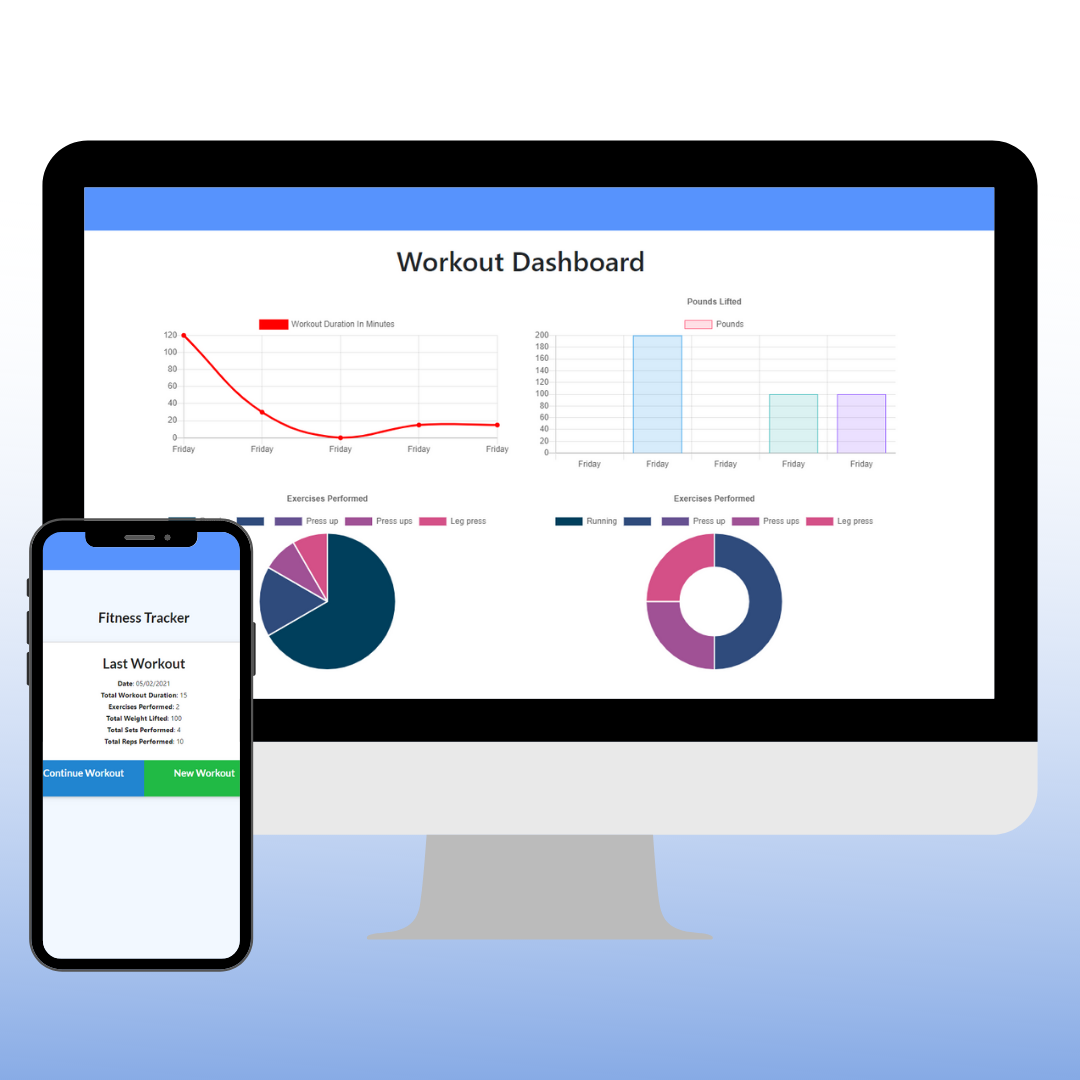 Workout Dashboard
Workout Duration In Minutes
120
100
80
60
40
20
0
Friday Friday Friday Friday Friday
Pounds Lifted
Pounds
200
180
160
140
120
100
80
60
40
20
0
Friday Friday Friday Friday Friday
Exercises Performed
Press up Press ups Leg press
Exercises Performed
Running Press up Press ups Leg press
Fitness Tracker
Last Workout
Date: 05/02/2021
Total Workout Duration: 15
Exercises Performed: 2
Total Weight Lifted: 100
Total Sets Performed: 4
Total Reps Performed: 10
Continue Workout New Workout